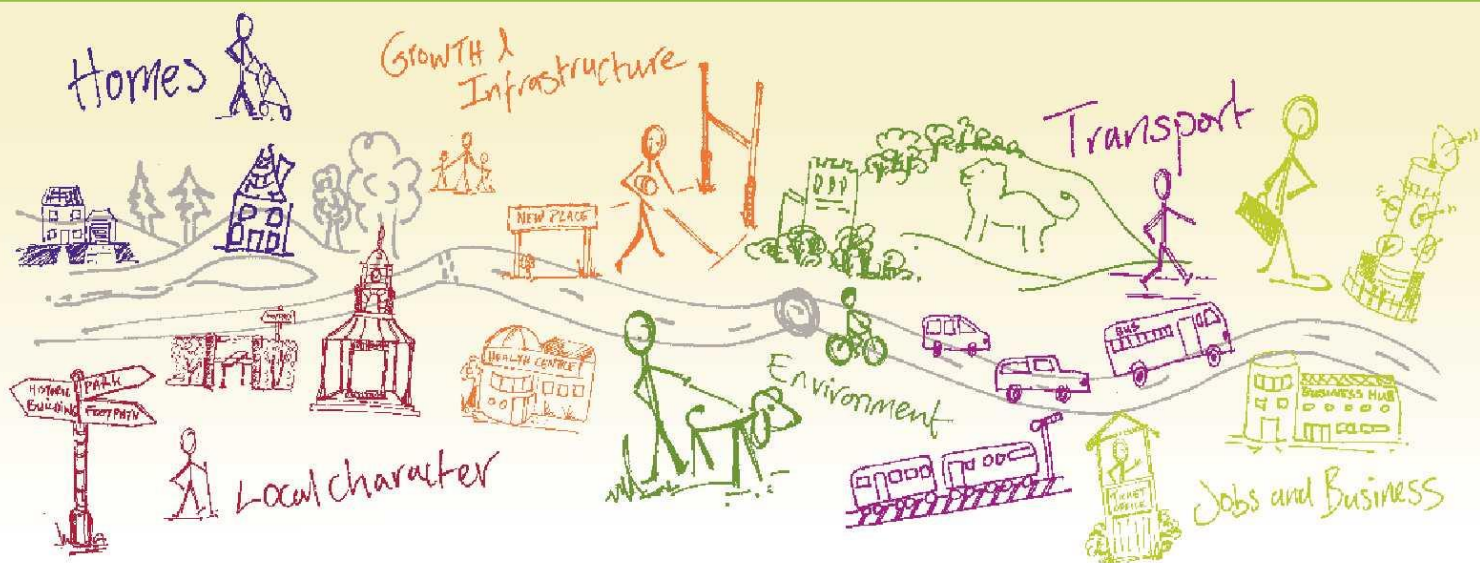 Homes
Growth &
Infrastructure
Transport
NEW PLACE
BUS
HEALTH CENTRE
Environment
BUSINESS HUB
PARK
HISTORIC
BUILDING
FOOTPATH
Local character
TICKET
OFFICE
Jobs and Business